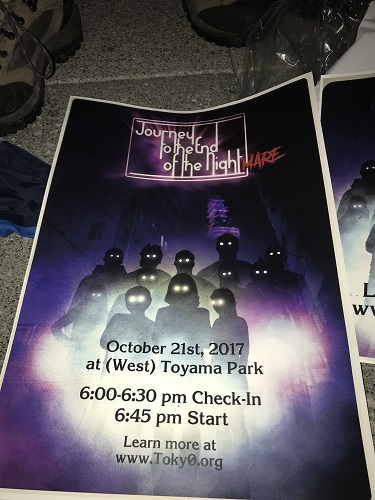 Journey
to the End
of the Night
MARE
October 21st, 2017
at (West) Toyama Park
6:00-6:30 pm Check-In
6:45 pm Start
Learn more at
www.Toky0.org
L
ww